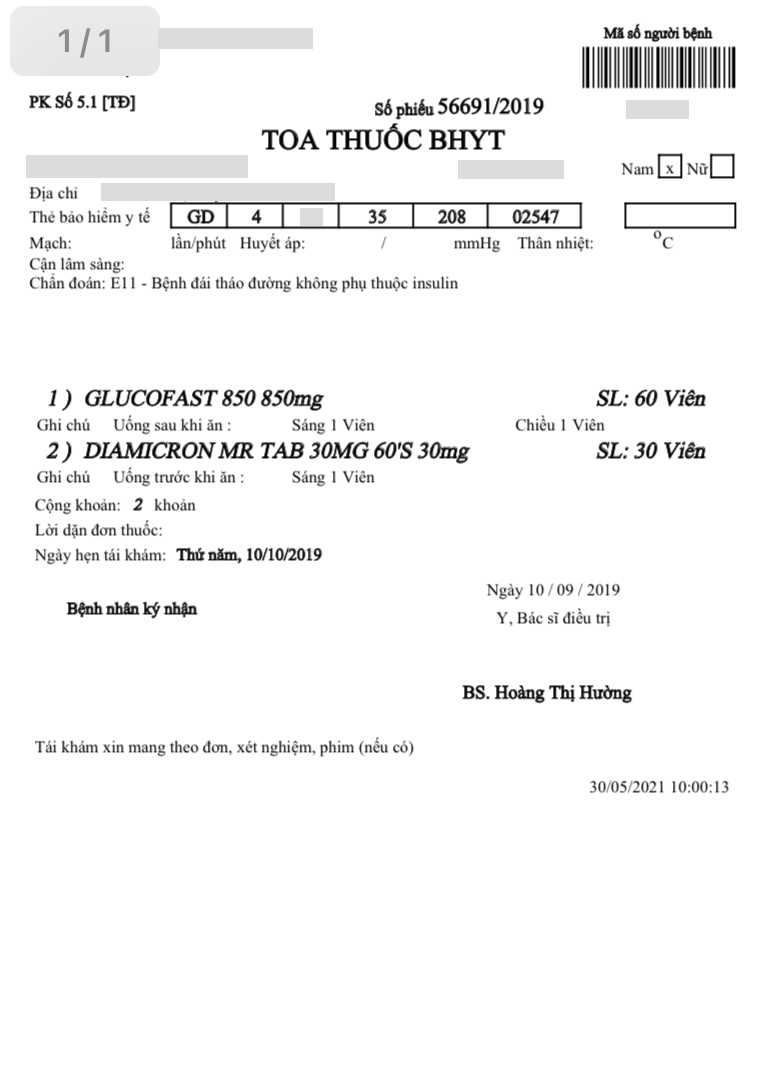 1/1
Mã số người bệnh
PK Số 5.1 [TĐ]
Số phiếu 56691/2019
TOA THUỐC BHYT
Nam x Nữ
Địa chỉ
Thẻ bảo hiểm y tế GD 4 35 208 02547
Mạch: lần/phút Huyết áp: / mmHg Thân nhiệt: °C
Cận lâm sàng:
Chẩn đoán: E11 - Bệnh đái tháo đường không phụ thuộc insulin
1 ) GLUCOFAST 850 850mg SL: 60 Viên
Ghi chú Uống sau khi ăn : Sáng 1 Viên Chiều 1 Viên
2 ) DIAMICRON MR TAB 30MG 60'S 30mg SL: 30 Viên
Ghi chú Uống trước khi ăn : Sáng 1 Viên
Cộng khoản: 2 khoản
Lời dặn đơn thuốc:
Ngày hẹn tái khám: Thứ năm, 10/10/2019
Ngày 10 / 09 / 2019
Bệnh nhân ký nhận
Y, Bác sĩ điều trị
BS. Hoàng Thị Hường
Tái khám xin mang theo đơn, xét nghiệm, phim (nếu có)
30/05/2021 10:00:13